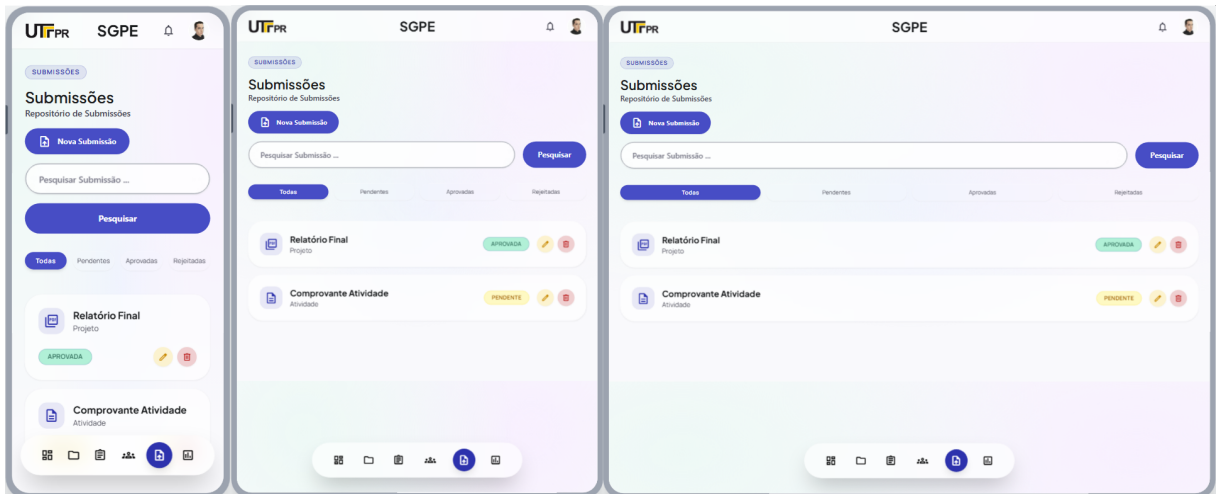 UTFPR SGPE
SUBMISSÕES
Submissões
Repositório de Submissões
Nova Submissão
Pesquisar Submissão ...
Pesquisar
Todas Pendentes Aprovadas Rejeitadas
Relatório Final
Projeto
APROVADA
Comprovante Atividade
Atividade
UTFPR SGPE
SUBMISSÕES
Submissões
Repositório de Submissões
Nova Submissão
Pesquisar Submissão ... Pesquisar
Todas Pendentes Aprovadas Rejeitadas
Relatório Final APROVADA
Projeto
Comprovante Atividade PENDENTE
Atividade
UTFPR SGPE
SUBMISSÕES
Submissões
Repositório de Submissões
Nova Submissão
Pesquisar Submissão ... Pesquisar
Todas Pendentes Aprovadas Rejeitadas
Relatório Final APROVADA
Projeto
Comprovante Atividade PENDENTE
Atividade